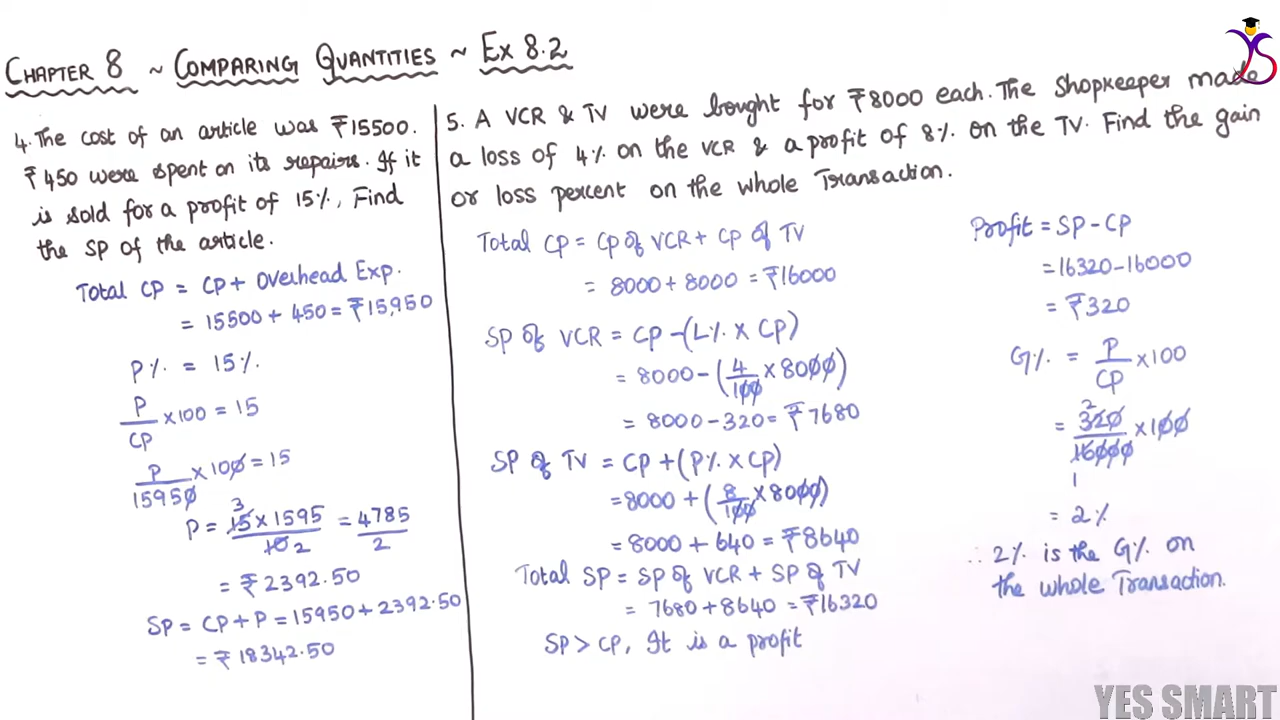 CHAPTER 8 ~ COMPARING QUANTITIES ~ EX 8.2
4. The cost of an article was ₹15500.
₹450 were spent on its repairs. If it
is sold for a profit of 15%, Find
the SP of the article.
Total CP = CP + Overhead Exp.
= 15500 + 450 = ₹15,950
P% = 15%
P/CP × 100 = 15
P/15950 × 100 = 15
3
P = 15 × 1595/10 2 = 4785/2
= ₹2392.50
SP = CP + P = 15950 + 2392.50
= ₹18342.50
5. A VCR & TV were bought for ₹8000 each. The Shopkeeper made
a loss of 4% on the VCR & a profit of 8% on the TV. Find the gain
or loss percent on the whole Transaction.
Total CP = CP of VCR + CP of TV
= 8000 + 8000 = ₹16000
SP of VCR = CP - (L% × CP)
= 8000 - (4/100 × 8000)
= 8000 - 320 = ₹7680
SP of TV = CP + (P% × CP)
= 8000 + (8/100 × 8000)
= 8000 + 640 = ₹8640
Total SP = SP of VCR + SP of TV
= 7680 + 8640 = ₹16320
SP > CP, It is a profit
Profit = SP - CP
= 16320 - 16000
= ₹320
G% = P/CP × 100
2
= 320/16000 × 100
1
= 2%
∴ 2% is the G% on
the whole Transaction.
YES SMART